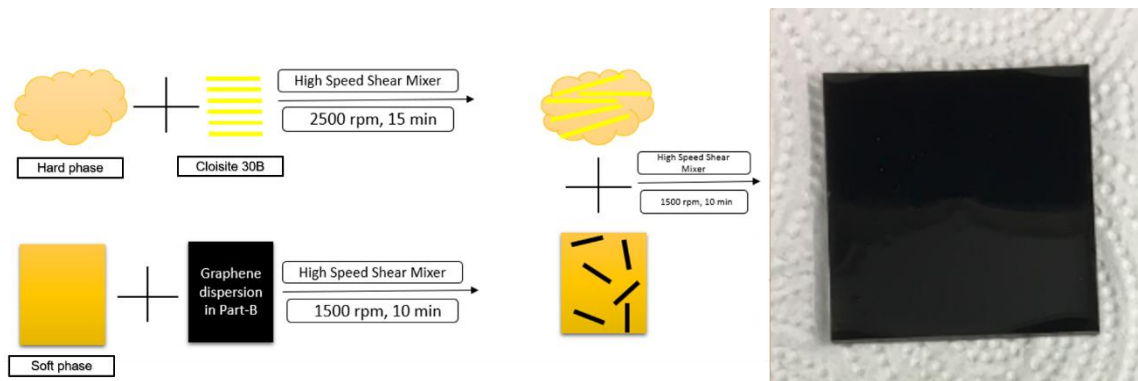 High Speed Shear Mixer
2500 rpm, 15 min
Hard phase
Cloisite 30B
High Speed Shear
Mixer
1500 rpm, 10 min
Graphene
dispersion
in Part-B
High Speed Shear Mixer
1500 rpm, 10 min
Soft phase